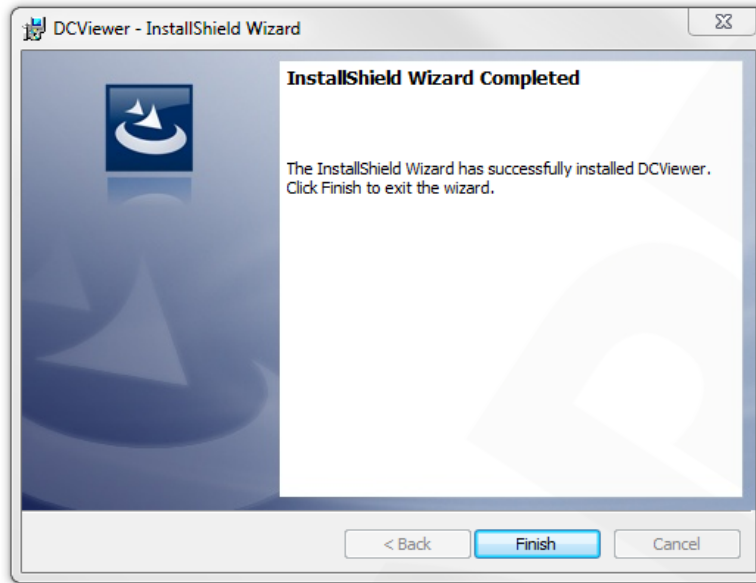 DCViewer - InstallShield Wizard
InstallShield Wizard Completed
The InstallShield Wizard has successfully installed DCViewer.
Click Finish to exit the wizard.
< Back
Finish
Cancel